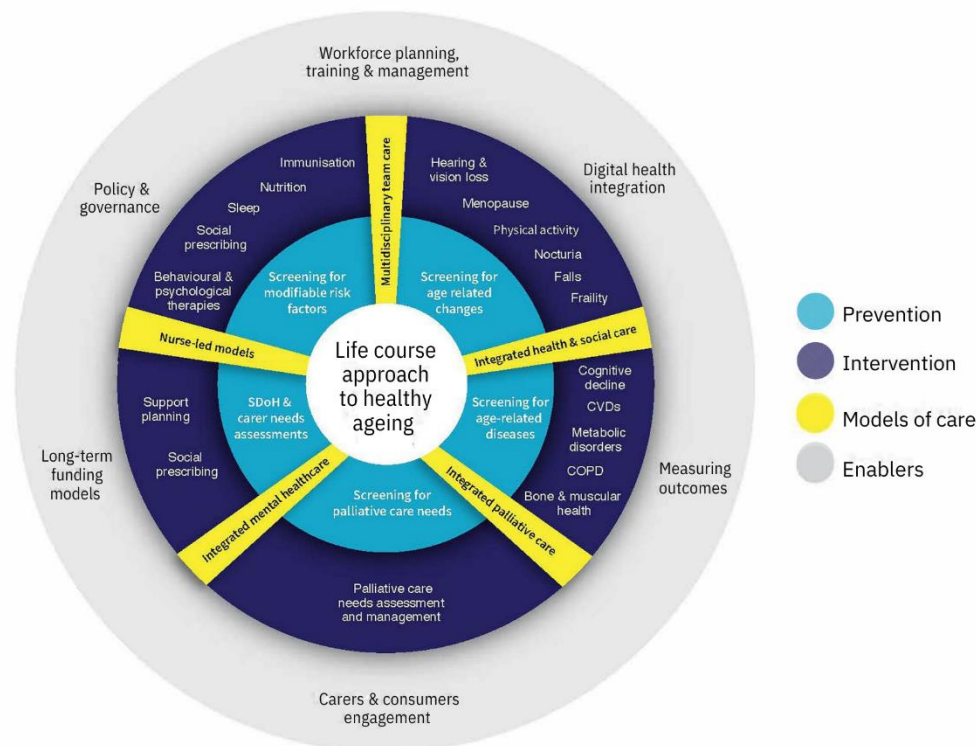 Workforce planning,
training & management
Policy &
governance
Digital health
integration
Long-term
funding
models
Measuring
outcomes
Carers & consumers
engagement
Immunisation
Nutrition
Sleep
Social
prescribing
Behavioural &
psychological
therapies
Multidisciplinary team care
Hearing &
vision loss
Menopause
Physical activity
Nocturia
Falls
Fraility
Screening for
modifiable risk
factors
Screening for
age related
changes
Nurse-led models
Integrated health & social care
Life course
approach
to healthy
ageing
SDoH &
carer needs
assessments
Screening for
age-related
diseases
Support
planning
Social
prescribing
Cognitive
decline
CVDs
Metabolic
disorders
COPD
Bone & muscular
health
Integrated mental healthcare
Screening for
palliative care needs
Integrated palliative care
Palliative care
needs assessment
and management
Prevention
Intervention
Models of care
Enablers